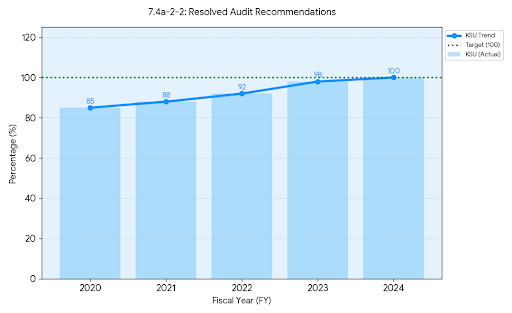 7.4a-2-2: Resolved Audit Recommendations
KSU Trend
Target (100)
KSU (Actual)
120
100
80
60
40
20
0
Percentage (%)
85
88
92
98
100
2020 2021 2022 2023 2024
Fiscal Year (FY)